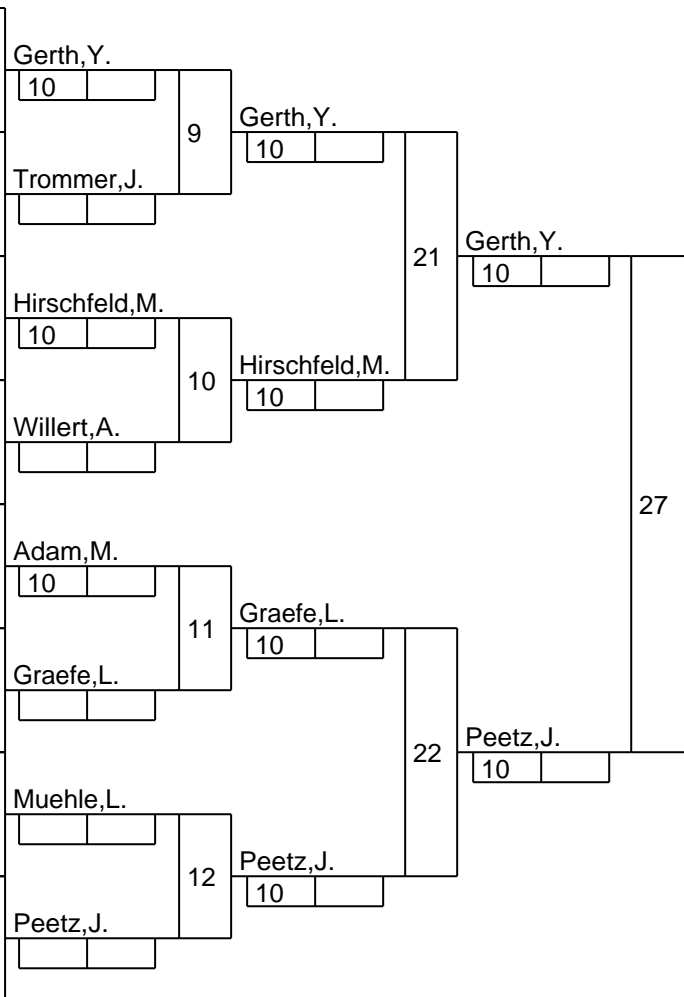 Gerth,Y.
10
9
Gerth,Y.
10
Trommer,J.
21
Gerth,Y.
10
Hirschfeld,M.
10
10
Hirschfeld,M.
10
Willert,A.
27
Adam,M.
10
11
Graefe,L.
10
Graefe,L.
22
Peetz,J.
10
Muehle,L.
12
Peetz,J.
10
Peetz,J.